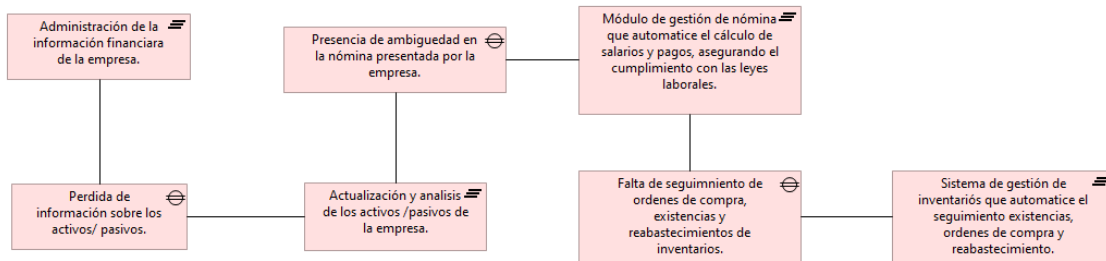 Administración de la
información financiara
de la empresa.
Presencia de ambiguedad en
la nómina presentada por la
empresa.
Módulo de gestión de nómina
que automatice el cálculo de
salarios y pagos, asegurando el
cumplimiento con las leyes
laborales.
Perdida de
información sobre los
activos/ pasivos.
Actualización y analisis
de los activos /pasivos de
la empresa.
Falta de seguimniento de
ordenes de compra,
existencias y
reabastecimientos de
inventarios.
Sistema de gestión de
inventariós que automatice el
seguimiento existencias,
ordenes de compra y
reabastecimiento.